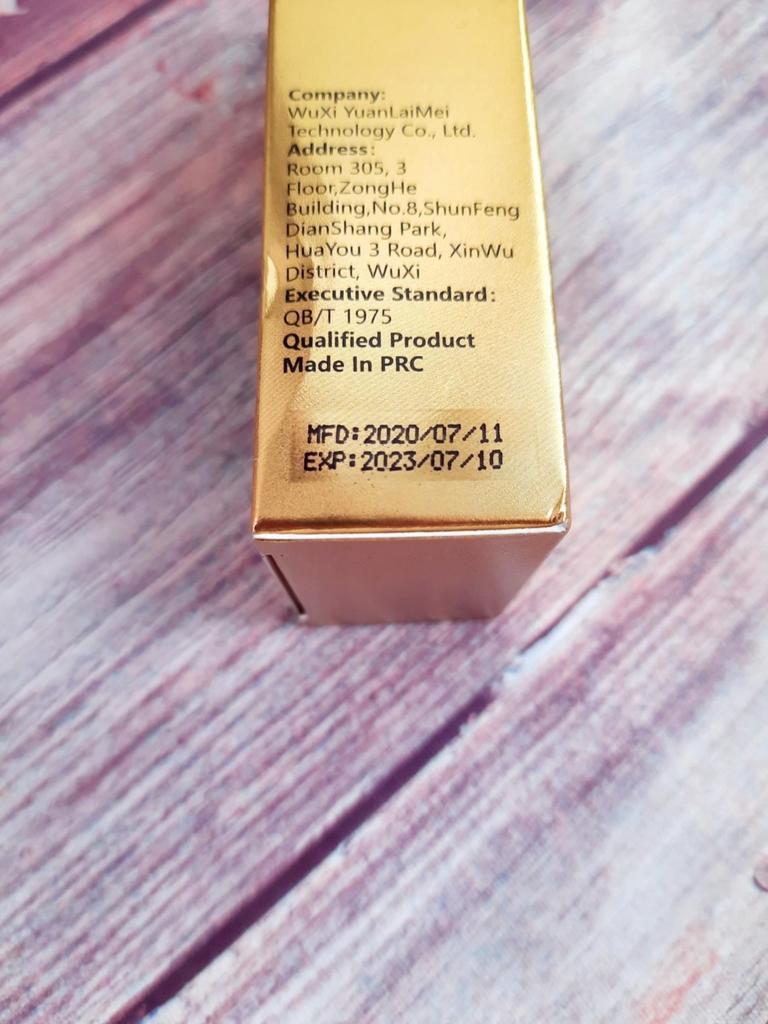 Company:
WuXi YuanLaiMei
Technology Co., Ltd.
Address:
Room 305, 3
Floor,ZongHe
Building,No.8,ShunFeng
DianShang Park,
HuaYou 3 Road, XinWu
District, WuXi
Executive Standard:
QB/T 1975
Qualified Product
Made In PRC
MFD:2020/07/11
EXP:2023/07/10